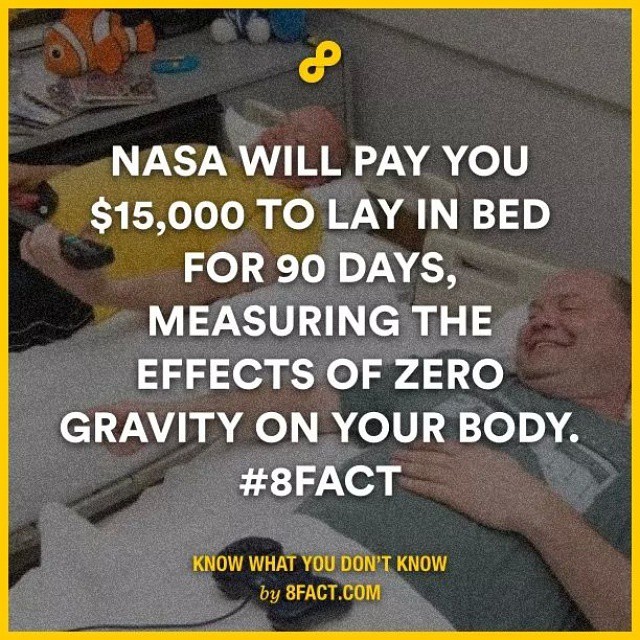 NASA WILL PAY YOU
$15,000 TO LAY IN BED
FOR 90 DAYS,
MEASURING THE
EFFECTS OF ZERO
GRAVITY ON YOUR BODY.
#8FACT
KNOW WHAT YOU DON'T KNOW
by 8FACT.COM